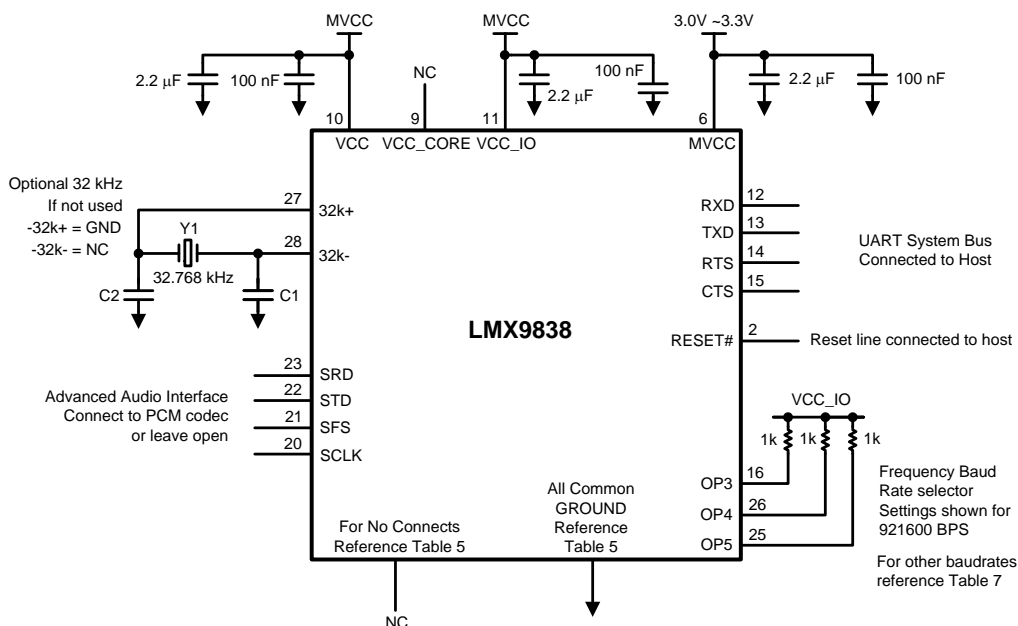 MVCC
MVCC
3.0V ~3.3V
2.2 µF
100 nF
NC
100 nF
2.2 µF
2.2 µF
100 nF
10
9
11
6
VCC
VCC_CORE
VCC_IO
MVCC
Optional 32 kHz
If not used
-32k+ = GND
-32k- = NC
27
32k+
Y1
28
32k-
32.768 kHz
C2
C1
LMX9838
12
RXD
13
TXD
14
RTS
15
CTS
UART System Bus
Connected to Host
2
RESET#
Reset line connected to host
23
SRD
22
STD
21
SFS
20
SCLK
Advanced Audio Interface
Connect to PCM codec
or leave open
VCC_IO
1k
1k
1k
16
OP3
26
OP4
25
OP5
Frequency Baud
Rate selector
Settings shown for
921600 BPS
For other baudrates
reference Table 7
All Common
GROUND
Reference
Table 5
For No Connects
Reference Table 5
NC